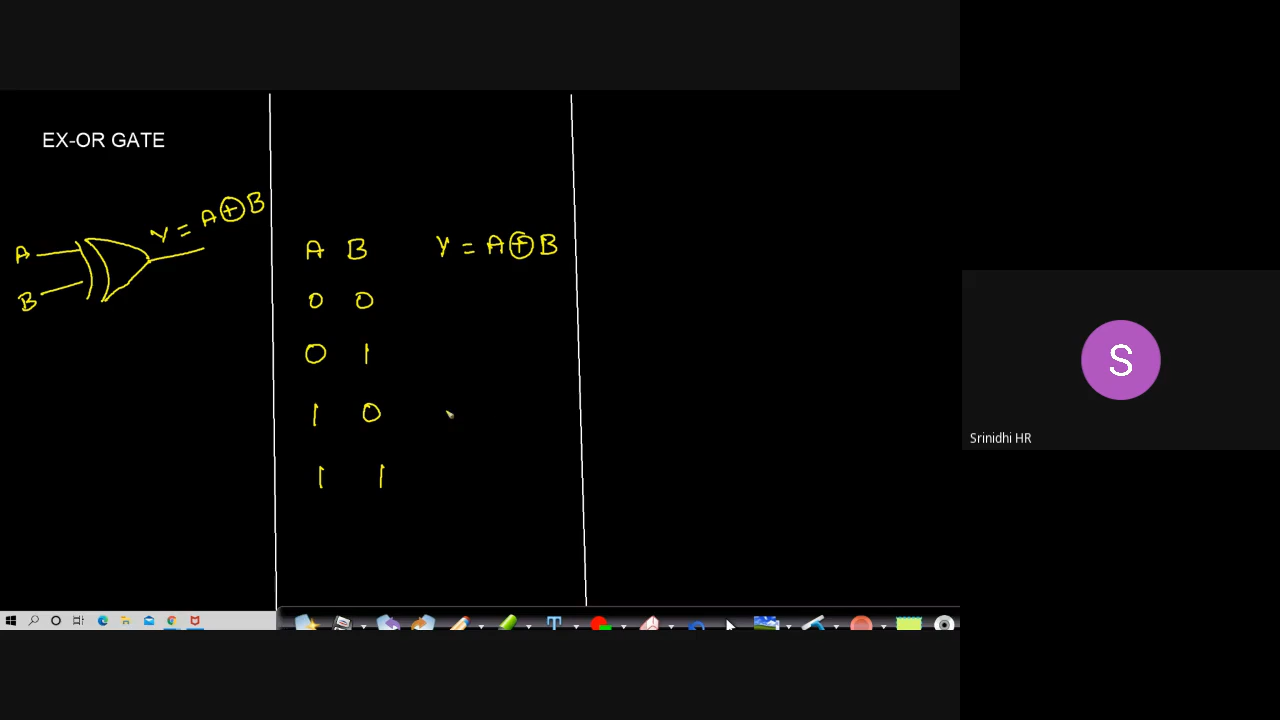 EX-OR GATE
Y = A ⊕ B
A
B
A B Y = A ⊕ B
0 0
0 1
1 0
1 1
S
Srinidhi HR